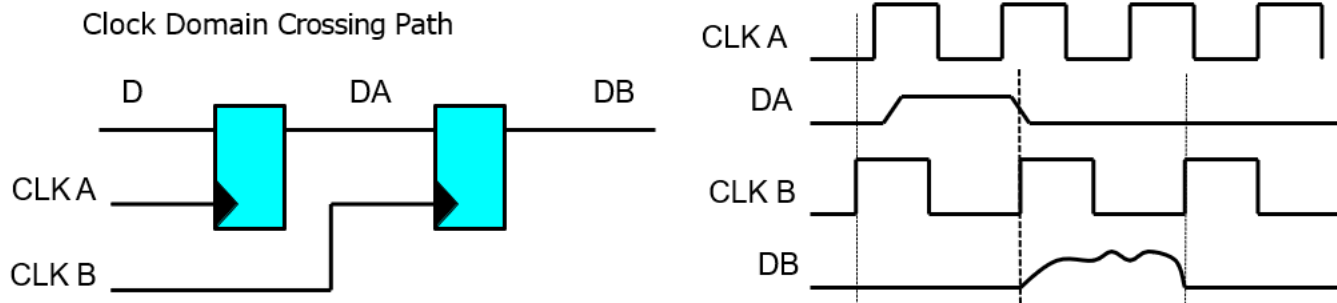 Clock Domain Crossing Path
D
DA
DB
CLK A
CLK B
CLK A
DA
CLK B
DB